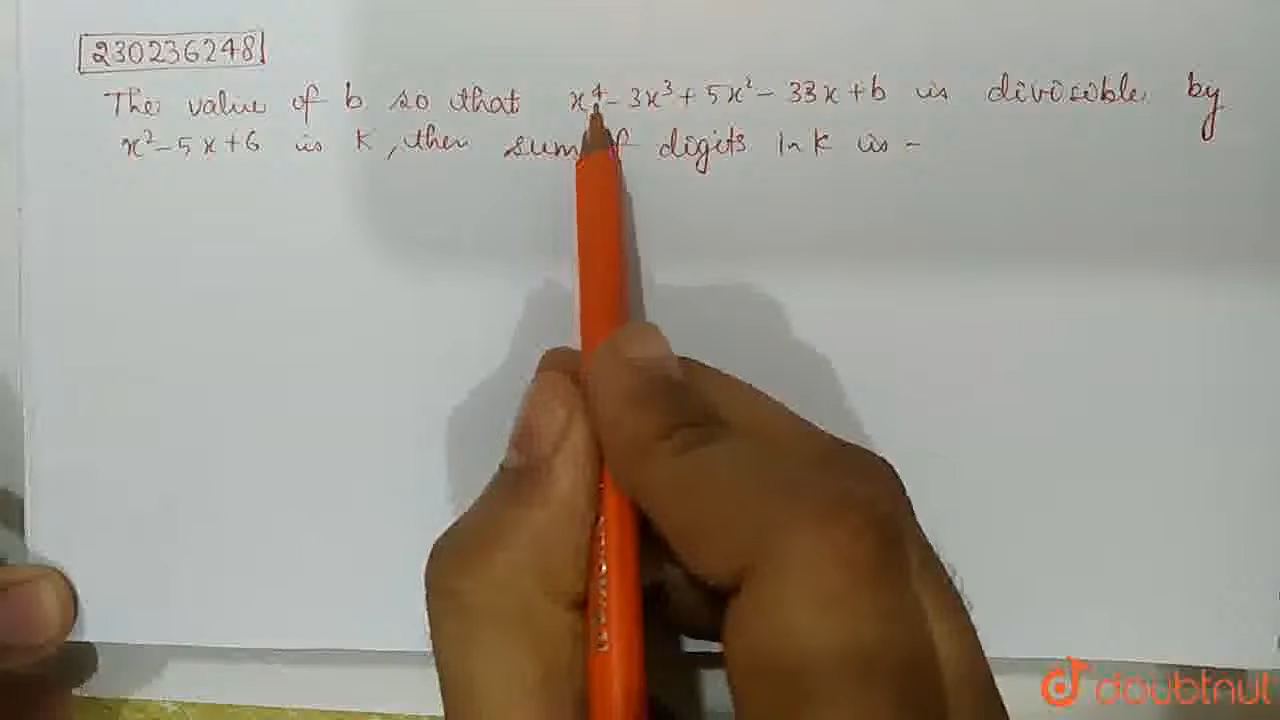 230236248
The value of b so that x⁴ - 3x³ + 5x² - 33x + b is divisible by
x² - 5x + 6 is K, then sum of digits in K is -
doubtnut